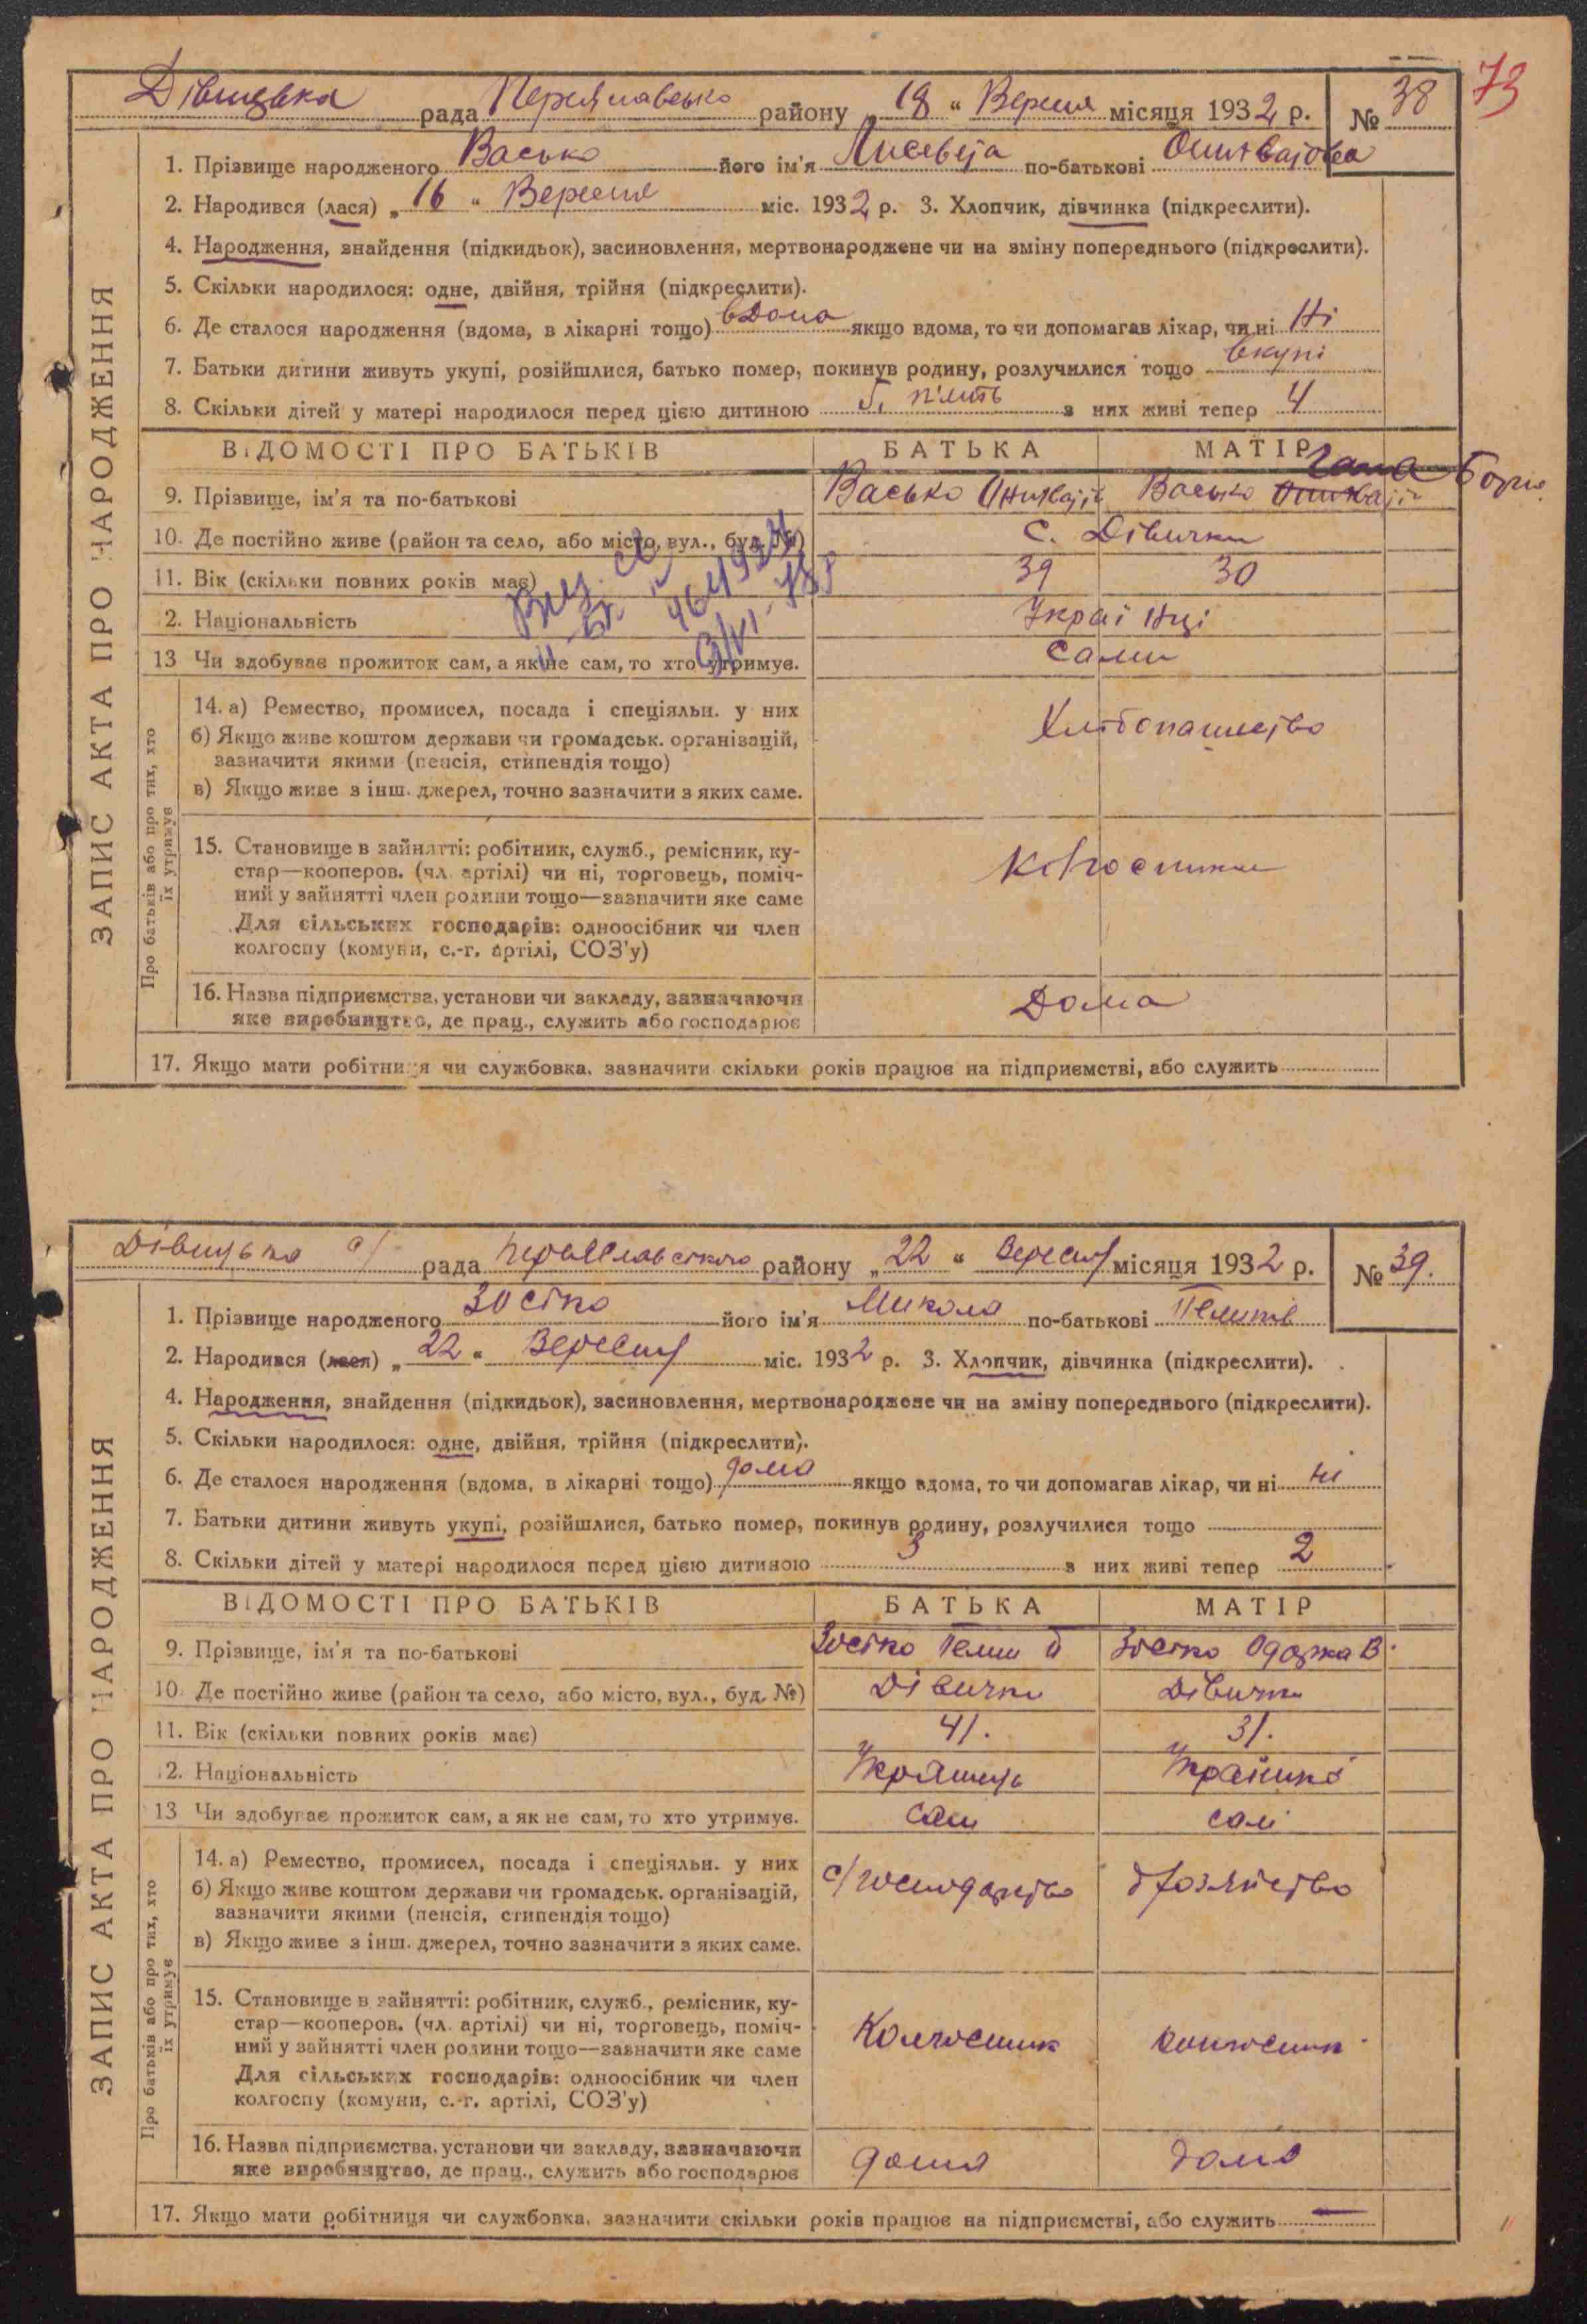 73
Дівицька рада Переяславсько району „18“ Вересня місяця 1932 р. № 38
1. Прізвище народженого Васько його ім'я Лисавета по-батькові
2. Народився (лася) „16“ Вересня міс. 1932 р. 3. Хлопчик, дівчинка (підкреслити).
4. Народження, знайдення (підкидьок), засиновлення, мертвонароджене чи на зміну попереднього (підкреслити).
5. Скільки народилося: одне, двійня, трійня (підкреслити).
6. Де сталося народження (вдома, в лікарні тощо) вдома якщо вдома, то чи допомагав лікар, чи ні Ні
7. Батьки дитини живуть укупі, розійшлися, батько помер, покинув родину, розлучилися тощо вкупі
8. Скільки дітей у матері народилося перед цією дитиною 5, п'ять з них живі тепер 4
ВІДОМОСТІ ПРО БАТЬКІВ БАТЬКА МАТІР
9. Прізвище, ім'я та по-батькові Васько Васько
10. Де постійно живе (район та село, або місто, вул., буд. №) с. Дівички
11. Вік (скільки повних років має) 39 30
12. Національність Українці
13 Чи здобуває прожиток сам, а як не сам, то хто утримує. Сами
14. а) Ремество, промисел, посада і спеціяльн. у них Хлібопашество
б) Якщо живе коштом держави чи громадськ. організацій,
зазначити якими (пенсія, стипендія тощо)
в) Якщо живе з інш. джерел, точно зазначити з яких саме.
15. Становище в зайнятті: робітник, служб., ремісник, ку-
стар—кооперов. (чл. артілі) чи ні, торговець, поміч-
ний у зайнятті член родини тощо—зазначити яке саме
Для сільських господарів: одноосібник чи член
колгоспу (комуни, с.-г. артілі, СОЗ'у)
16. Назва підприємства, установи чи закладу, зазначаючи Дома
яке виробництво, де прац., служить або господарює
17. Якщо мати робітниця чи службовка, зазначити скільки років працює на підприємстві, або служить
ЗАПИС АКТА ПРО НАРОДЖЕННЯ
Про батьків або про тих, хто
їх утримує
Дівицька с/ рада Переяславського району „22“ Вересня місяця 1932 р. № 39.
1. Прізвище народженого його ім'я Микола по-батькові
2. Народився (лася) „22“ Вересня міс. 1932 р. 3. Хлопчик, дівчинка (підкреслити).
4. Народження, знайдення (підкидьок), засиновлення, мертвонароджене чи на зміну попереднього (підкреслити).
5. Скільки народилося: одне, двійня, трійня (підкреслити).
6. Де сталося народження (вдома, в лікарні тощо) дома якщо вдома, то чи допомагав лікар, чи ні ні
7. Батьки дитини живуть укупі, розійшлися, батько помер, покинув родину, розлучилися тощо
8. Скільки дітей у матері народилося перед цією дитиною 3 з них живі тепер 2
ВІДОМОСТІ ПРО БАТЬКІВ БАТЬКА МАТІР
9. Прізвище, ім'я та по-батькові
10. Де постійно живе (район та село, або місто, вул., буд. №) Дівички Дівички
11. Вік (скільки повних років має) 41. 31.
12. Національність Українець Українка
13 Чи здобуває прожиток сам, а як не сам, то хто утримує. сам самі
14. а) Ремество, промисел, посада і спеціяльн. у них с/господарство
б) Якщо живе коштом держави чи громадськ. організацій,
зазначити якими (пенсія, стипендія тощо)
в) Якщо живе з інш. джерел, точно зазначити з яких саме.
15. Становище в зайнятті: робітник, служб., ремісник, ку-
стар—кооперов. (чл. артілі) чи ні, торговець, поміч-
ний у зайнятті член родини тощо—зазначити яке саме Колгоспник колгоспник
Для сільських господарів: одноосібник чи член
колгоспу (комуни, с.-г. артілі, СОЗ'у)
16. Назва підприємства, установи чи закладу, зазначаючи дома дома
яке виробництво, де прац., служить або господарює
17. Якщо мати робітниця чи службовка, зазначити скільки років працює на підприємстві, або служить —
ЗАПИС АКТА ПРО НАРОДЖЕННЯ
Про батьків або про тих, хто
їх утримує